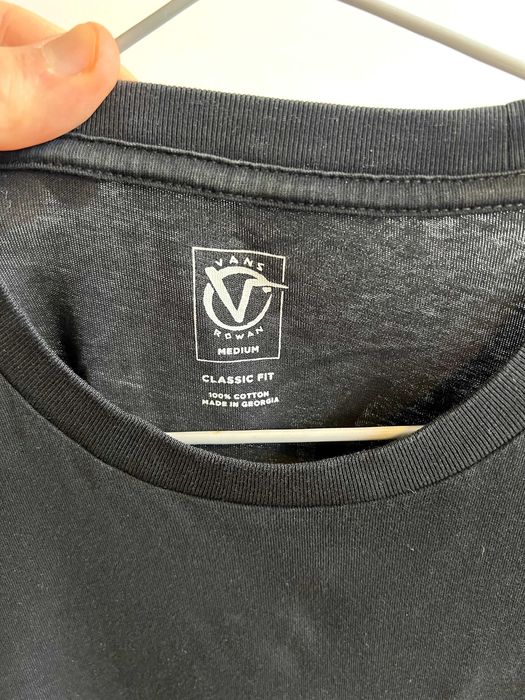 VANS
V
ROWAN
MEDIUM
CLASSIC FIT
100% COTTON
MADE IN GEORGIA